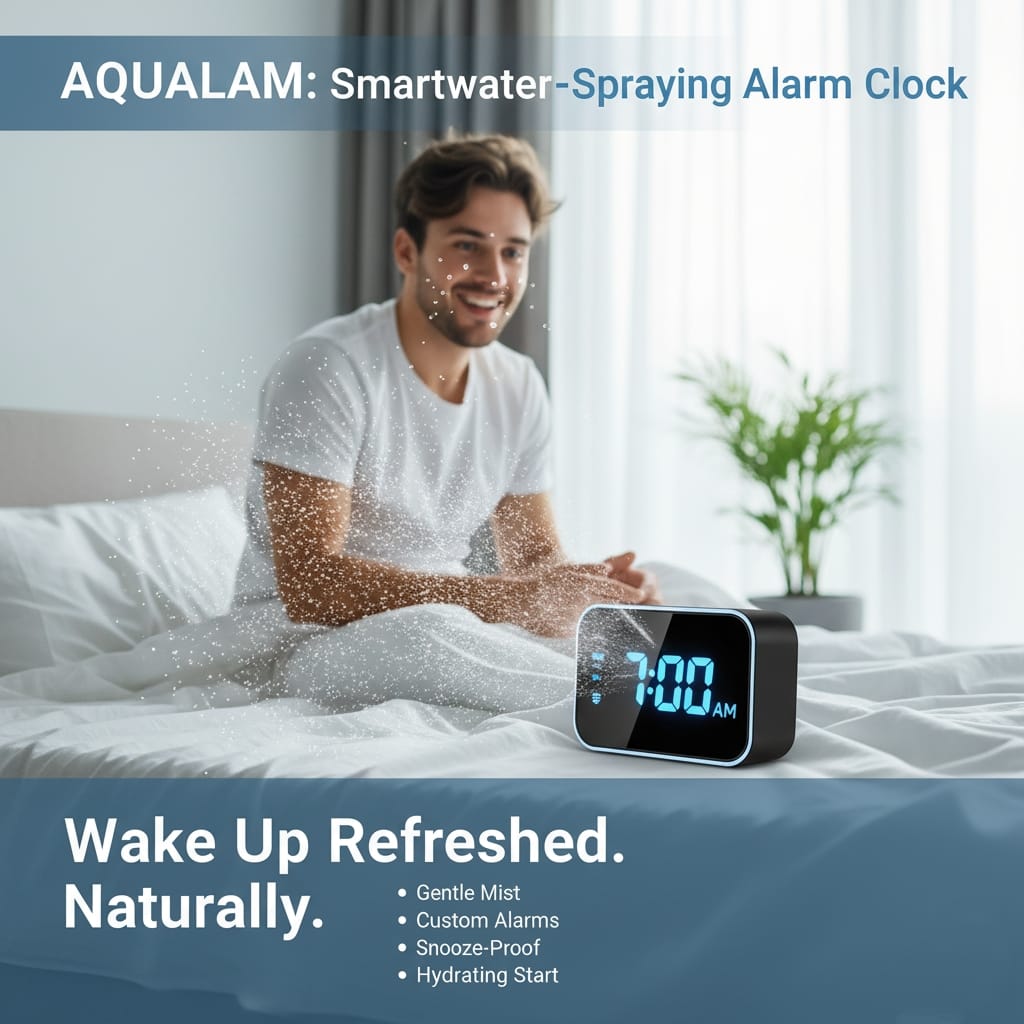 AQUALAM: Smartwater-Spraying Alarm Clock
7:00 AM
Wake Up Refreshed.
Naturally.
• Gentle Mist
• Custom Alarms
• Snooze-Proof
• Hydrating Start